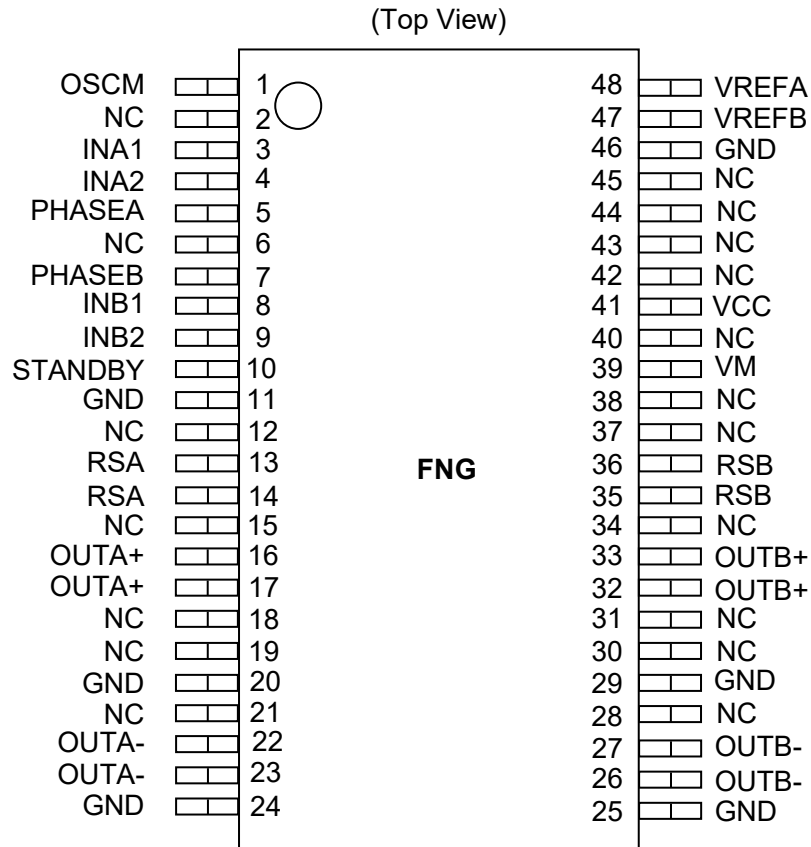 (Top View)
OSCM 1 48 VREFA
NC 2 47 VREFB
INA1 3 46 GND
INA2 4 45 NC
PHASEA 5 44 NC
NC 6 43 NC
PHASEB 7 42 NC
INB1 8 41 VCC
INB2 9 40 NC
STANDBY 10 39 VM
GND 11 38 NC
NC 12 37 NC
RSA 13 FNG 36 RSB
RSA 14 35 RSB
NC 15 34 NC
OUTA+ 16 33 OUTB+
OUTA+ 17 32 OUTB+
NC 18 31 NC
NC 19 30 NC
GND 20 29 GND
NC 21 28 NC
OUTA- 22 27 OUTB-
OUTA- 23 26 OUTB-
GND 24 25 GND